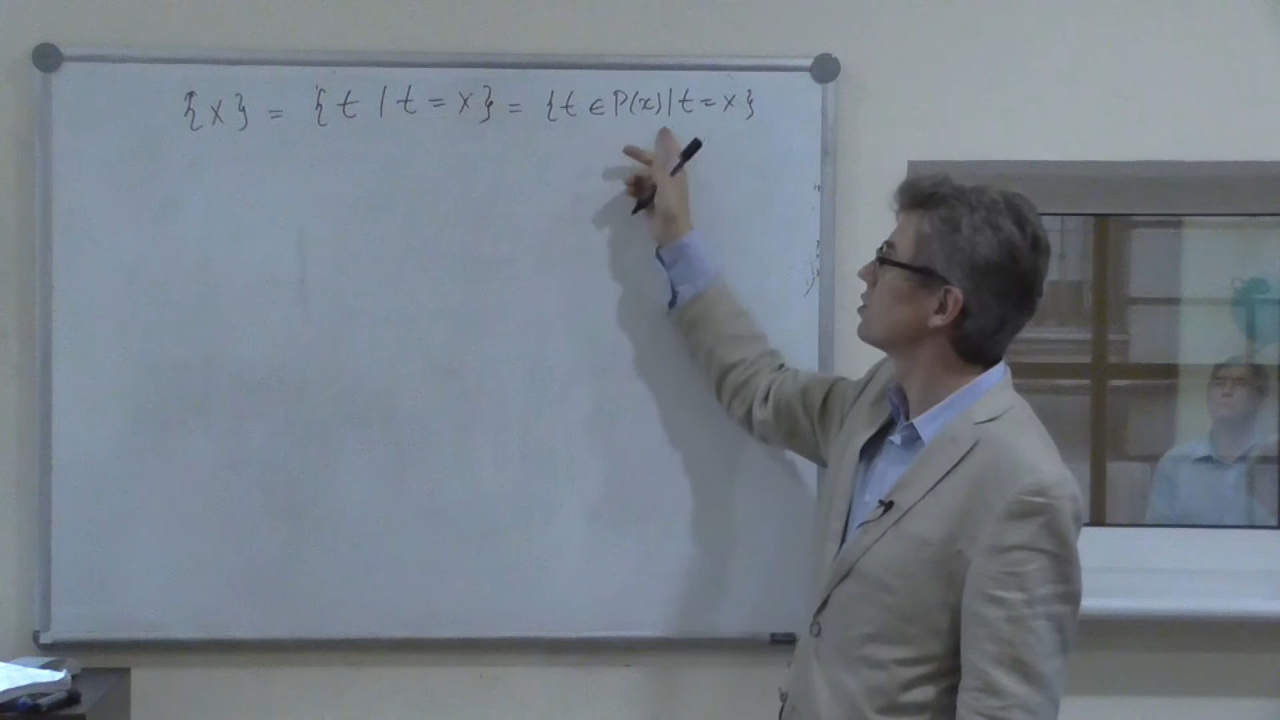 {x} = {t | t = x} = {t ∈ P(x) | t = x}